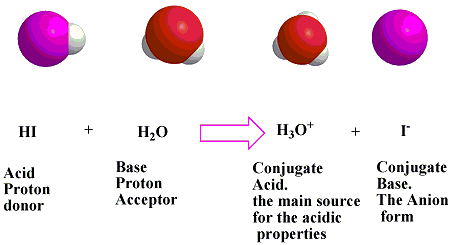 HI + H₂O H₃O⁺ + I⁻
Acid
Proton
donor
Base
Proton
Acceptor
Conjugate
Acid.
the main source
for the acidic
properties
Conjugate
Base.
The Anion
form